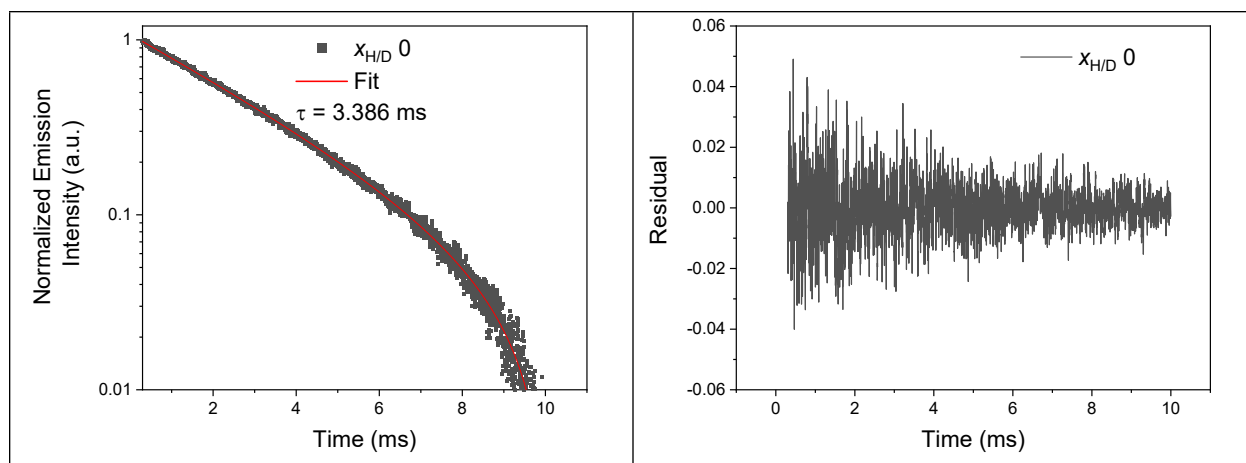 Normalized Emission
Intensity (a.u.)
1
0.1
0.01
x_H/D 0
Fit
τ = 3.386 ms
2 4 6 8 10
Time (ms)
Residual
0.06
0.04
0.02
0.00
-0.02
-0.04
-0.06
x_H/D 0
0 2 4 6 8 10
Time (ms)